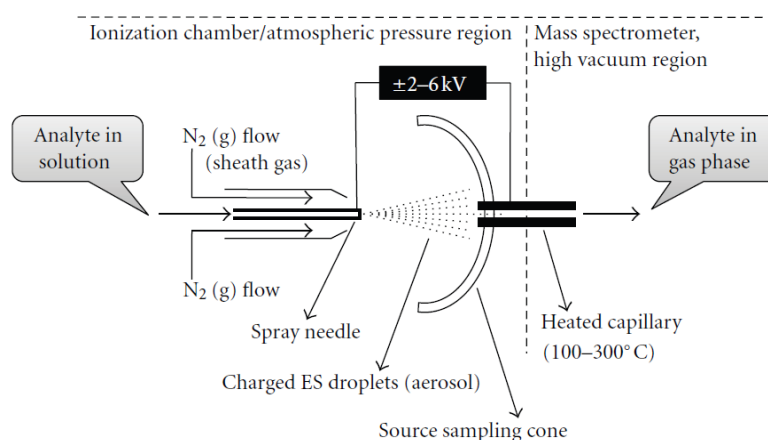 Ionization chamber/atmospheric pressure region
Mass spectrometer,
high vacuum region
±2–6 kV
Analyte in
solution
N₂ (g) flow
(sheath gas)
Analyte in
gas phase
N₂ (g) flow
Spray needle
Heated capillary
(100–300° C)
Charged ES droplets (aerosol)
Source sampling cone